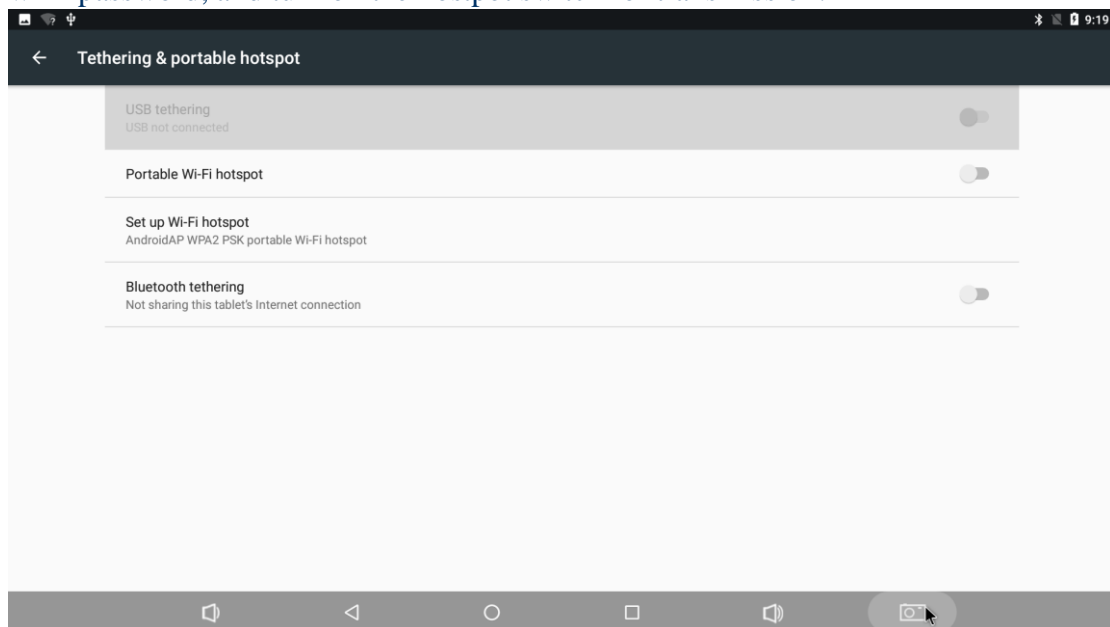 9:19
Tethering & portable hotspot
USB tethering
USB not connected
Portable Wi-Fi hotspot
Set up Wi-Fi hotspot
AndroidAP WPA2 PSK portable Wi-Fi hotspot
Bluetooth tethering
Not sharing this tablet's Internet connection